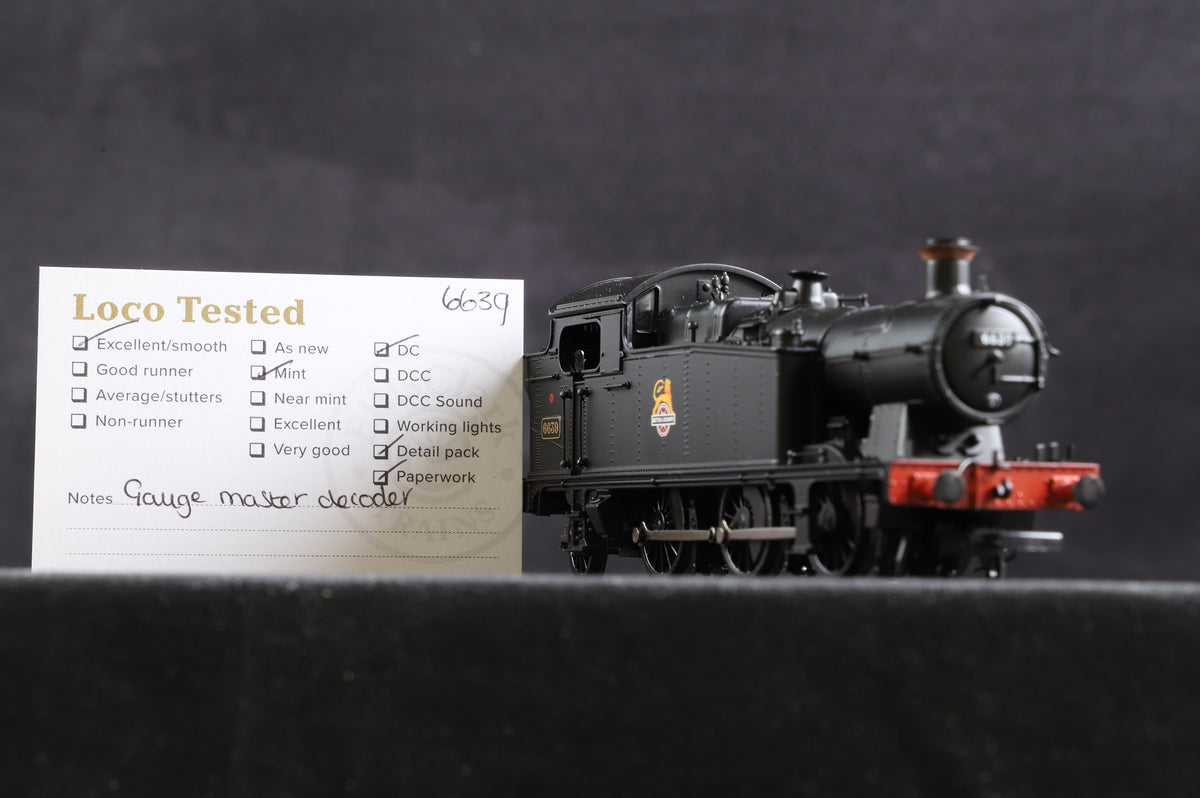 Loco Tested
6639
Excellent/smooth
Good runner
Average/stutters
Non-runner
As new
Mint
Near mint
Excellent
Very good
DC
DCC
DCC Sound
Working lights
Detail pack
Paperwork
Notes Gauge master decoder
RAINS
6639
6639